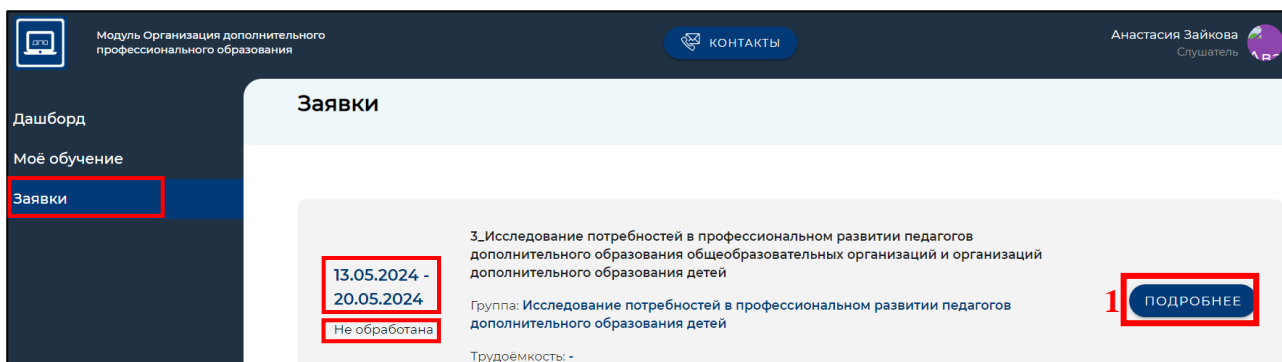 дпо
Модуль Организация дополнительного
профессионального образования
КОНТАКТЫ
Анастасия Зайкова
Слушатель
Дашборд
Моё обучение
Заявки
Заявки
13.05.2024 -
20.05.2024
Не обработана
3_Исследование потребностей в профессиональном развитии педагогов
дополнительного образования общеобразовательных организаций и организаций
дополнительного образования детей
Группа: Исследование потребностей в профессиональном развитии педагогов
дополнительного образования детей
Трудоёмкость: -
1
ПОДРОБНЕЕ